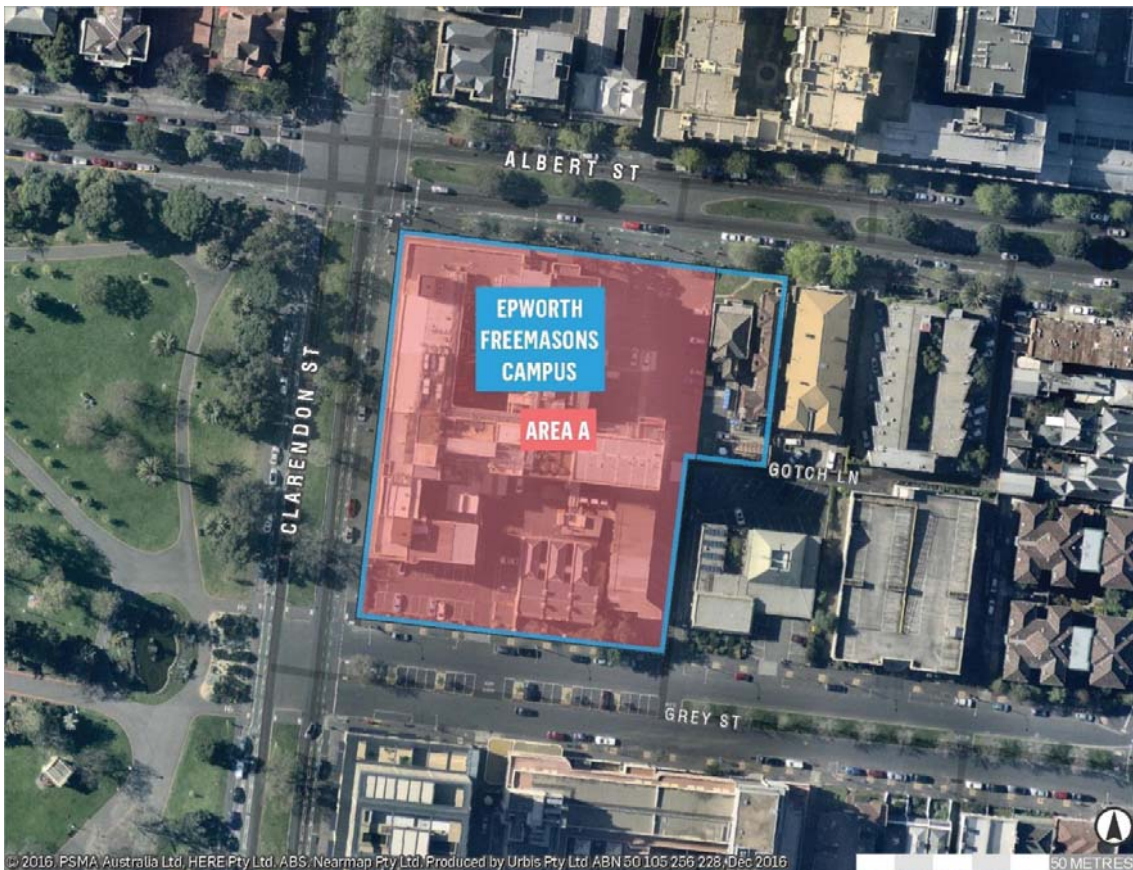 ALBERT ST
EPWORTH
FREEMASONS
CAMPUS
AREA A
CLARENDON ST
GOTCH LN
GREY ST
© 2016. PSMA Australia Ltd, HERE Pty Ltd. ABS. Nearmap Pty Ltd. Produced by Urbis Pty Ltd ABN 50 105 256 228, Dec 2016
50 METRES